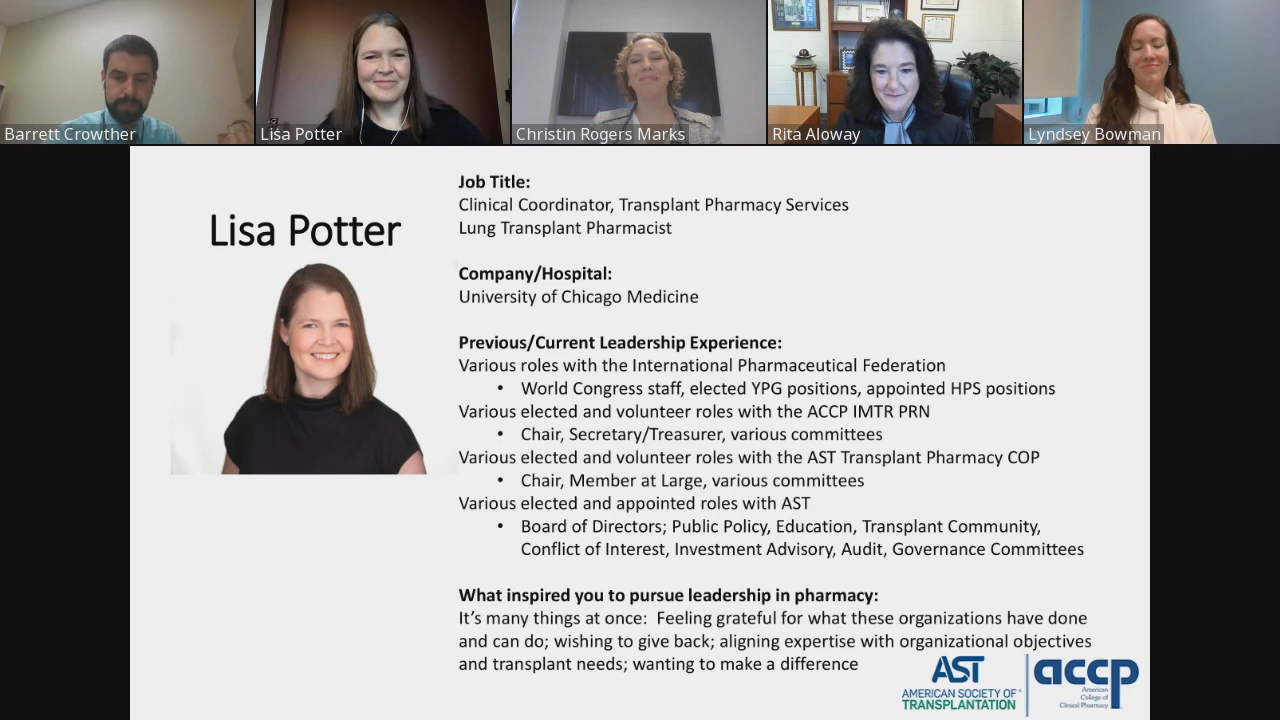 Barrett Crowther
Lisa Potter
Christin Rogers Marks
Rita Aloway
Lyndsey Bowman
Lisa Potter
Job Title:
Clinical Coordinator, Transplant Pharmacy Services
Lung Transplant Pharmacist
Company/Hospital:
University of Chicago Medicine
Previous/Current Leadership Experience:
Various roles with the International Pharmaceutical Federation
• World Congress staff, elected YPG positions, appointed HPS positions
Various elected and volunteer roles with the ACCP IMTR PRN
• Chair, Secretary/Treasurer, various committees
Various elected and volunteer roles with the AST Transplant Pharmacy COP
• Chair, Member at Large, various committees
Various elected and appointed roles with AST
• Board of Directors; Public Policy, Education, Transplant Community,
Conflict of Interest, Investment Advisory, Audit, Governance Committees
What inspired you to pursue leadership in pharmacy:
It's many things at once:  Feeling grateful for what these organizations have done
and can do; wishing to give back; aligning expertise with organizational objectives
and transplant needs; wanting to make a difference
AST
AMERICAN SOCIETY OF
TRANSPLANTATION
accp
American
College of
Clinical Pharmacy